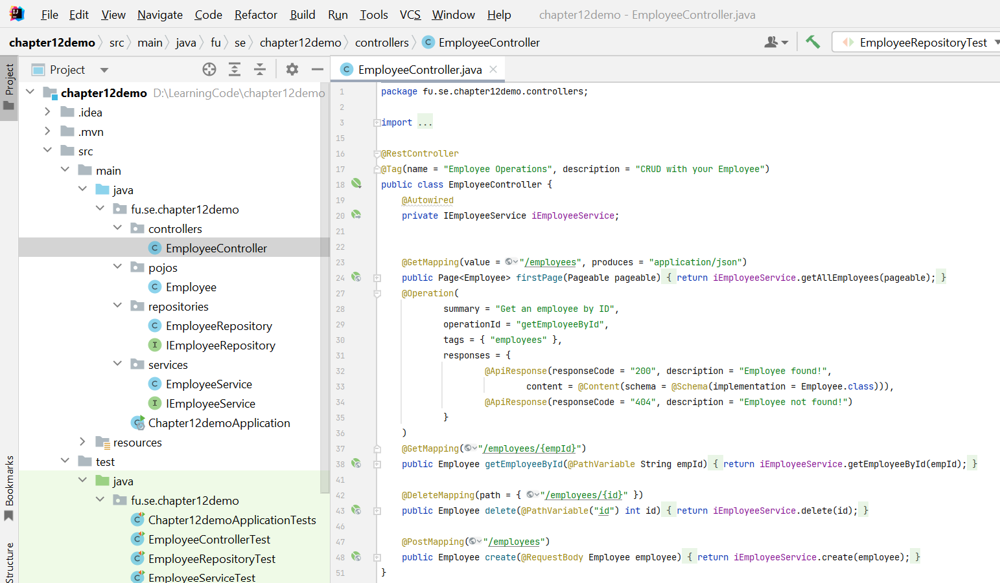 File Edit View Navigate Code Refactor Build Run Tools VCS Window Help chapter12demo - EmployeeController.java
chapter12demo src main java fu se chapter12demo controllers C EmployeeController EmployeeRepositoryTest
Project
Bookmarks
Structure
Project
chapter12demo D:\LearningCode\chapter12demo
.idea
.mvn
src
main
java
fu.se.chapter12demo
controllers
C EmployeeController
pojos
C Employee
repositories
C EmployeeRepository
I IEmployeeRepository
services
C EmployeeService
I IEmployeeService
Chapter12demoApplication
resources
test
java
fu.se.chapter12demo
Chapter12demoApplicationTests
EmployeeControllerTest
EmployeeRepositoryTest
EmployeeServiceTest
C EmployeeController.java
1 package fu.se.chapter12demo.controllers;
2
3 import ...
15
16 @RestController
17 @Tag(name = "Employee Operations", description = "CRUD with your Employee")
18 public class EmployeeController {
19 @Autowired
20 private IEmployeeService iEmployeeService;
21
22
23 @GetMapping(value = "/employees", produces = "application/json")
24 public Page<Employee> firstPage(Pageable pageable) { return iEmployeeService.getAllEmployees(pageable); }
27 @Operation(
28 summary = "Get an employee by ID",
29 operationId = "getEmployeeById",
30 tags = { "employees" },
31 responses = {
32 @ApiResponse(responseCode = "200", description = "Employee found!",
33 content = @Content(schema = @Schema(implementation = Employee.class))),
34 @ApiResponse(responseCode = "404", description = "Employee not found!")
35 }
36 )
37 @GetMapping("/employees/{empId}")
38 public Employee getEmployeeById(@PathVariable String empId) { return iEmployeeService.getEmployeeById(empId); }
41
42 @DeleteMapping(path = { "/employees/{id}" })
43 public Employee delete(@PathVariable("id") int id) { return iEmployeeService.delete(id); }
46
47 @PostMapping("/employees")
48 public Employee create(@RequestBody Employee employee) { return iEmployeeService.create(employee); }
51 }